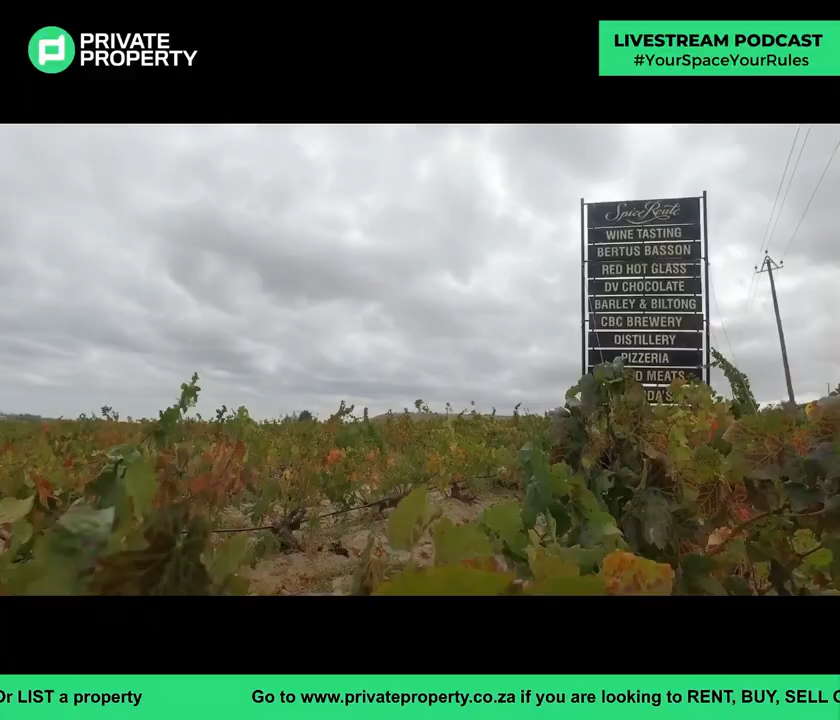 PRIVATE
PROPERTY
LIVESTREAM PODCAST
#YourSpaceYourRules
Spice Route
WINE TASTING
BERTUS BASSON
RED HOT GLASS
DV CHOCOLATE
BARLEY & BILTONG
CBC BREWERY
DISTILLERY
PIZZERIA
D MEATS
DA'S
Or LIST a property
Go to www.privateproperty.co.za if you are looking to RENT, BUY, SELL O